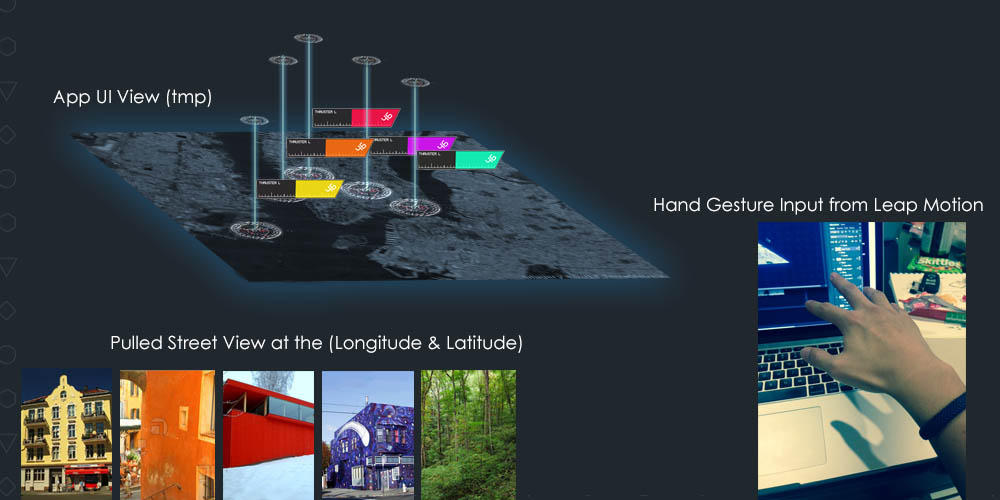 App UI View (tmp)
THRUSTER L
THRUSTER L
THRUSTER L
THRUSTER L
THRUSTER L
Hand Gesture Input from Leap Motion
Skittles
Pulled Street View at the (Longitude & Latitude)